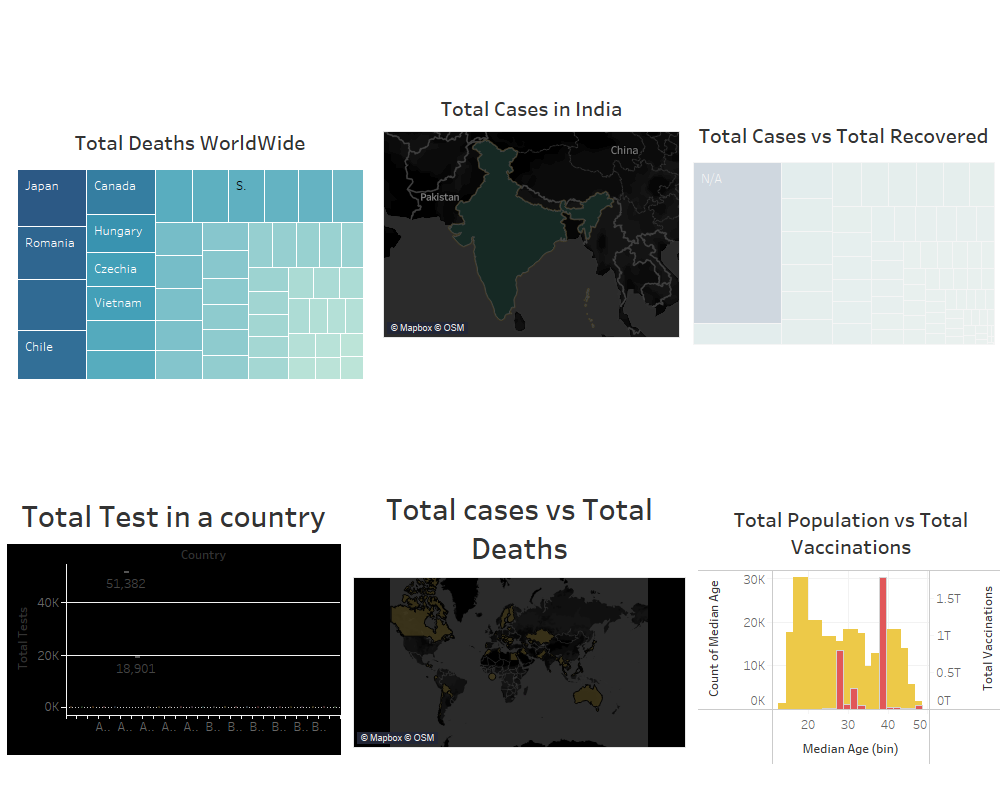 Total Deaths WorldWide
Japan
Romania
Chile
Canada
Hungary
Czechia
Vietnam
S.
Total Cases in India
China
Pakistan
© Mapbox © OSM
Total Cases vs Total Recovered
N/A
Total Test in a country
Country
Total Tests
51,382
40K
20K
18,901
0K
A.. A.. A.. A.. A.. B.. B.. B.. B.. B..
Total cases vs Total
Deaths
© Mapbox © OSM
Total Population vs Total
Vaccinations
Count of Median Age
30K
20K
10K
0K
1.5T
1T
0.5T
0T
Total Vaccinations
20 30 40 50
Median Age (bin)